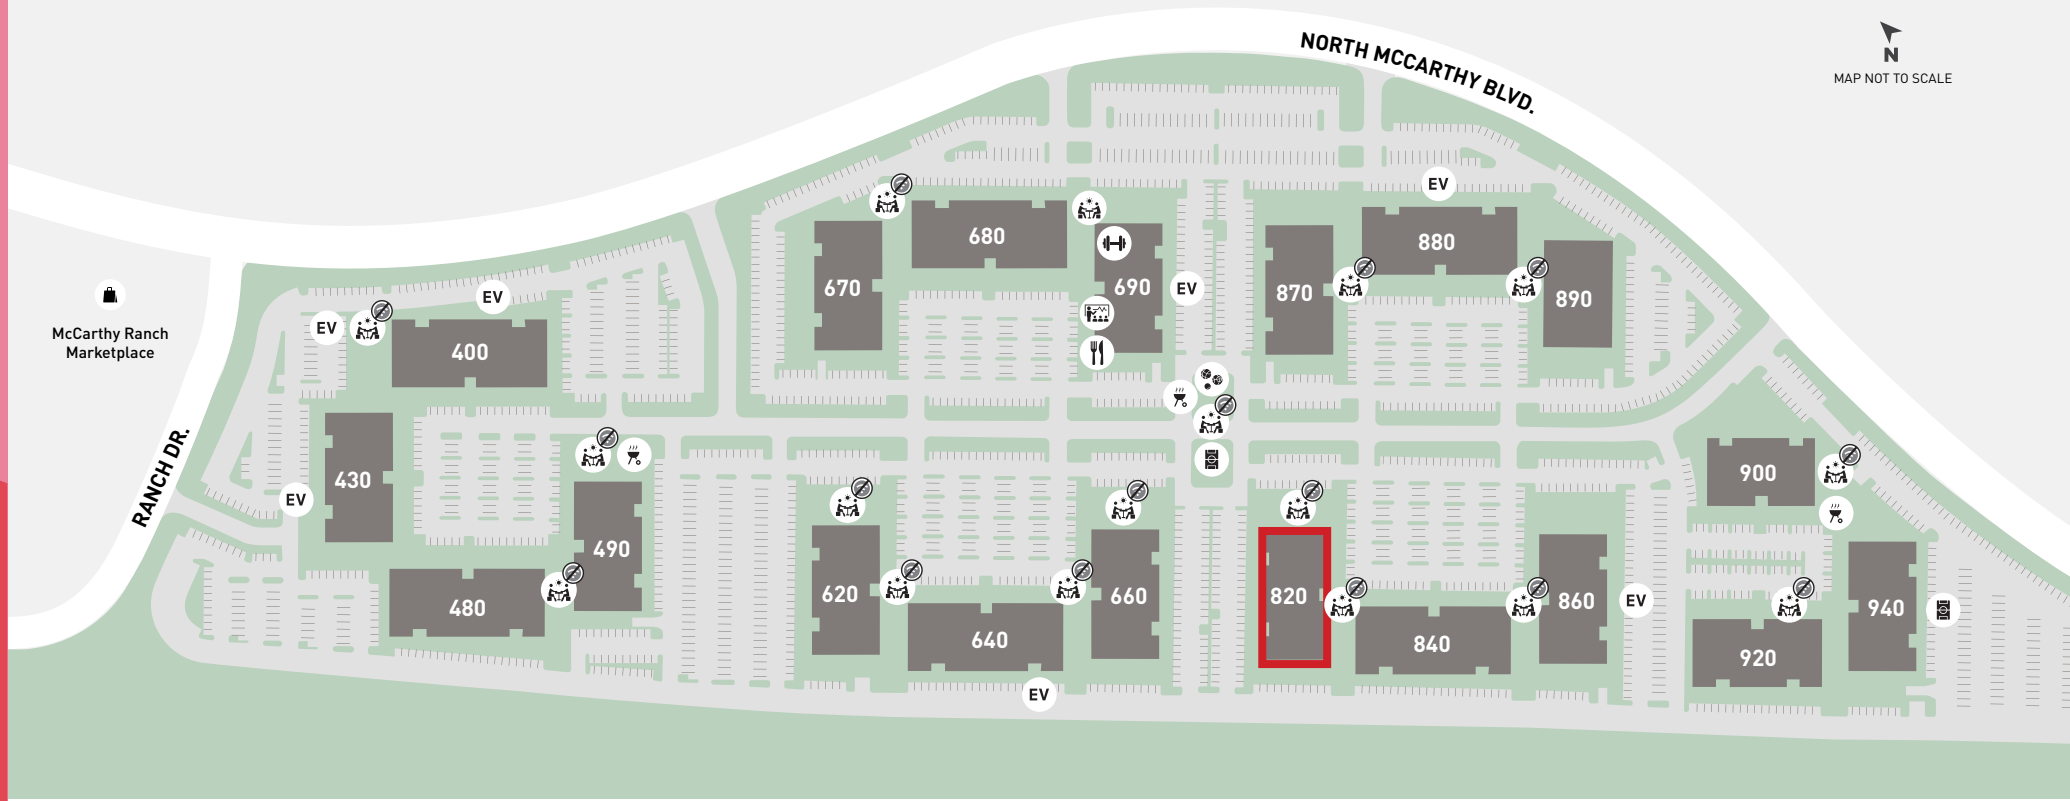 NORTH MCCARTHY BLVD.
N
MAP NOT TO SCALE
EV
680
880
670
690
EV
870
890
EV
EV
400
McCarthy Ranch
Marketplace
RANCH DR.
430
EV
490
480
900
620
640
660
EV
820
840
860
EV
920
940